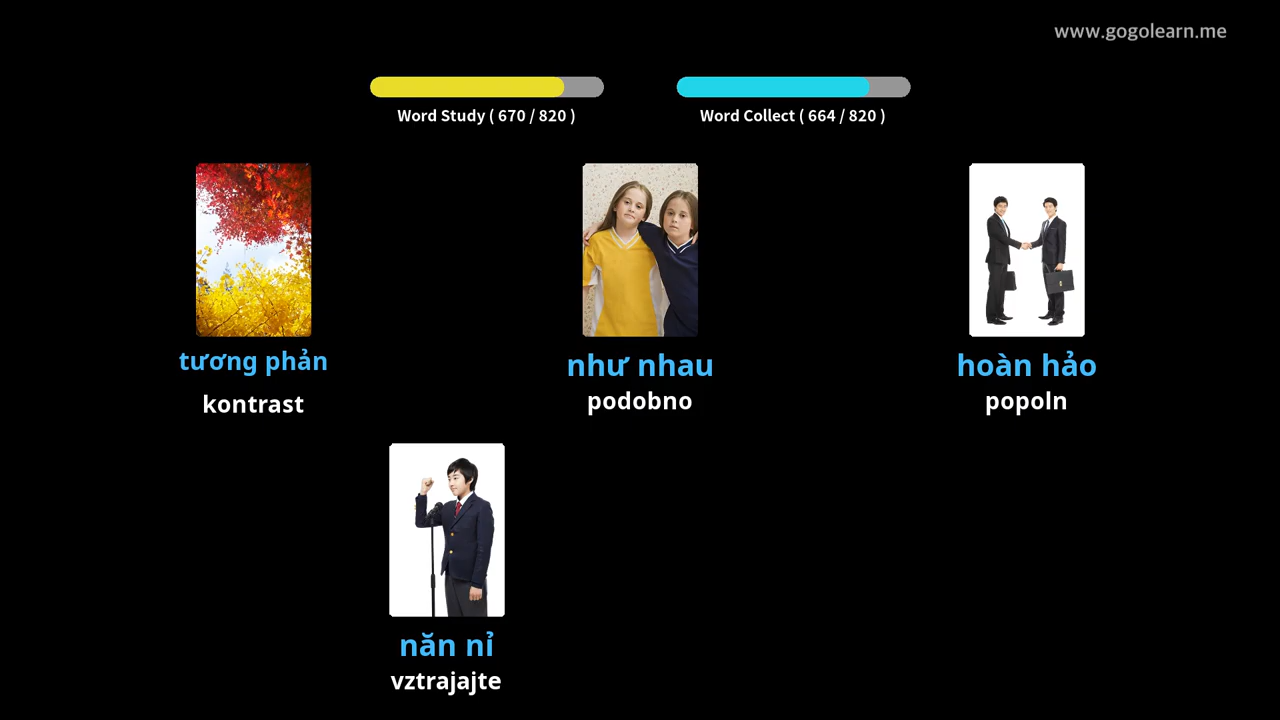 www.gogolearn.me
Word Study ( 670 / 820 )
Word Collect ( 664 / 820 )
tương phản
kontrast
như nhau
podobno
hoàn hảo
popoln
năn nỉ
vztrajajte